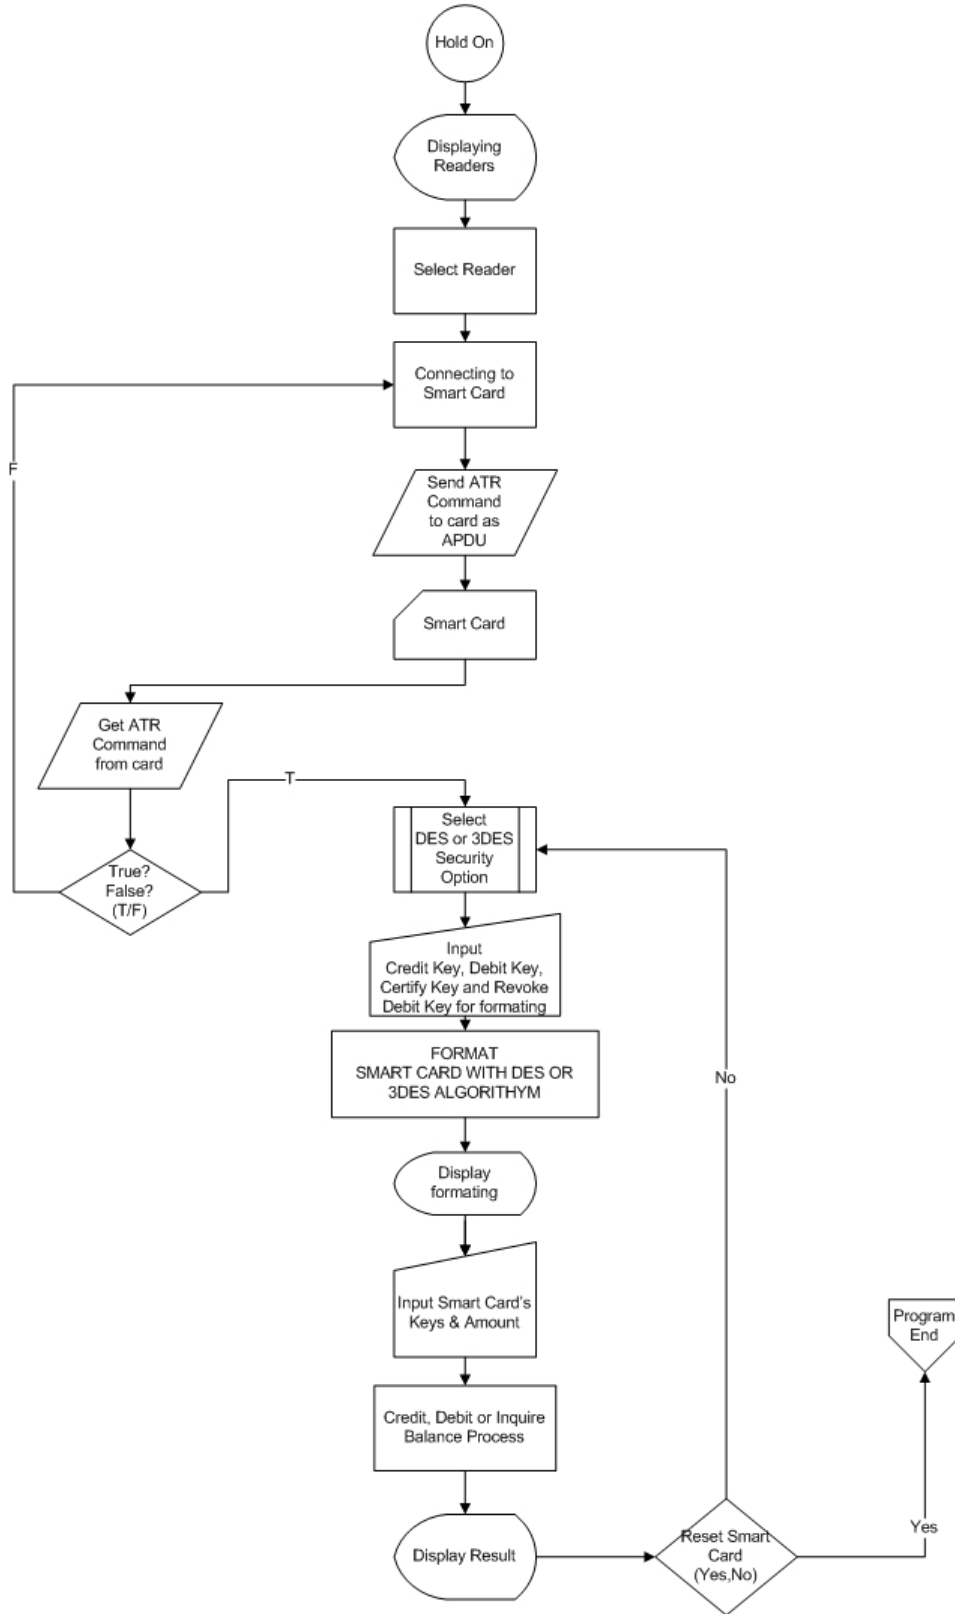 Hold On
Displaying
Readers
Select Reader
Connecting to
Smart Card
F
Send ATR
Command
to card as
APDU
Smart Card
Get ATR
Command
from card
T
True?
False?
(T/F)
Select
DES or 3DES
Security
Option
Input
Credit Key, Debit Key,
Certify Key and Revoke
Debit Key for formating
FORMAT
SMART CARD WITH DES OR
3DES ALGORITHYM
No
Display
formating
Input Smart Card's
Keys & Amount
Program
End
Credit, Debit or Inquire
Balance Process
Display Result
Reset Smart
Card
(Yes,No)
Yes